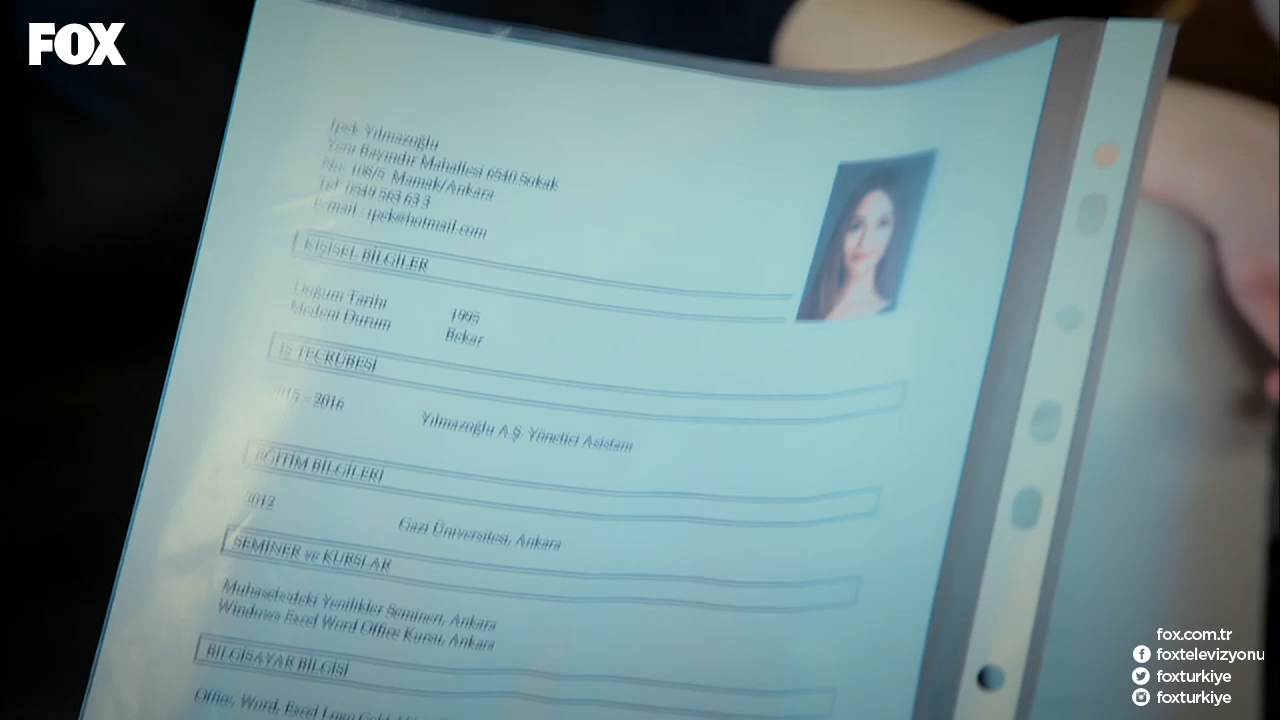 FOX
İpek Yılmazoğlu
Yeni Bayındır Mahallesi 6540.Sokak
No: 108/5 Mamak/Ankara
Tel: 0349 563 63 3
E-mail : ipek@hotmail.com
KİŞİSEL BİLGİLER
Doğum Tarihi 1995
Medeni Durum Bekar
İŞ TECRÜBESİ
2015 - 2016
Yılmazoğlu A.Ş. Yönetici Asistanı
EĞİTİM BİLGİLERİ
Gazi Üniversitesi, Ankara
SEMİNER ve KURSLAR
Muhasebedeki Yenilikler Semineri, Ankara
Windows Excel Word Office Kursu, Ankara
BİLGİSAYAR BİLGİSİ
Office, Word, Excel
fox.com.tr
foxtelevizyonu
foxturkiye
foxturkiye